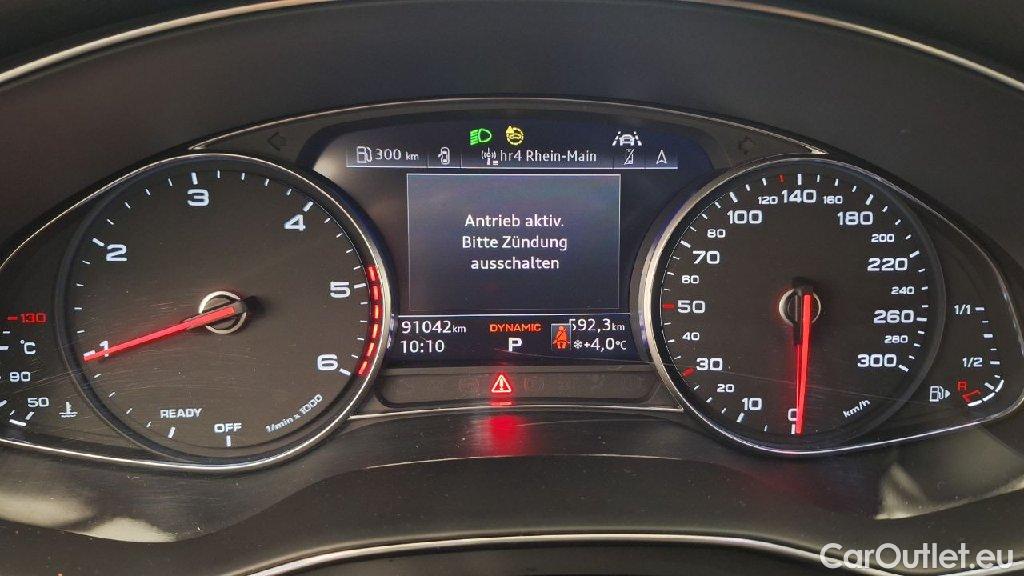 300 km hr4 Rhein-Main A
Antrieb aktiv.
Bitte Zündung
ausschalten
91042km DYNAMIC 592,3km
10:10 P +4,0°C
1 2 3 4 5 6
READY OFF 1/min x 1000
130
°C
90
50
0 10 20 30 40 50 60 70 80 100 120 140 160 180 200 220 240 260 280 300
km/h
1/1
1/2
R
CarOutlet.eu